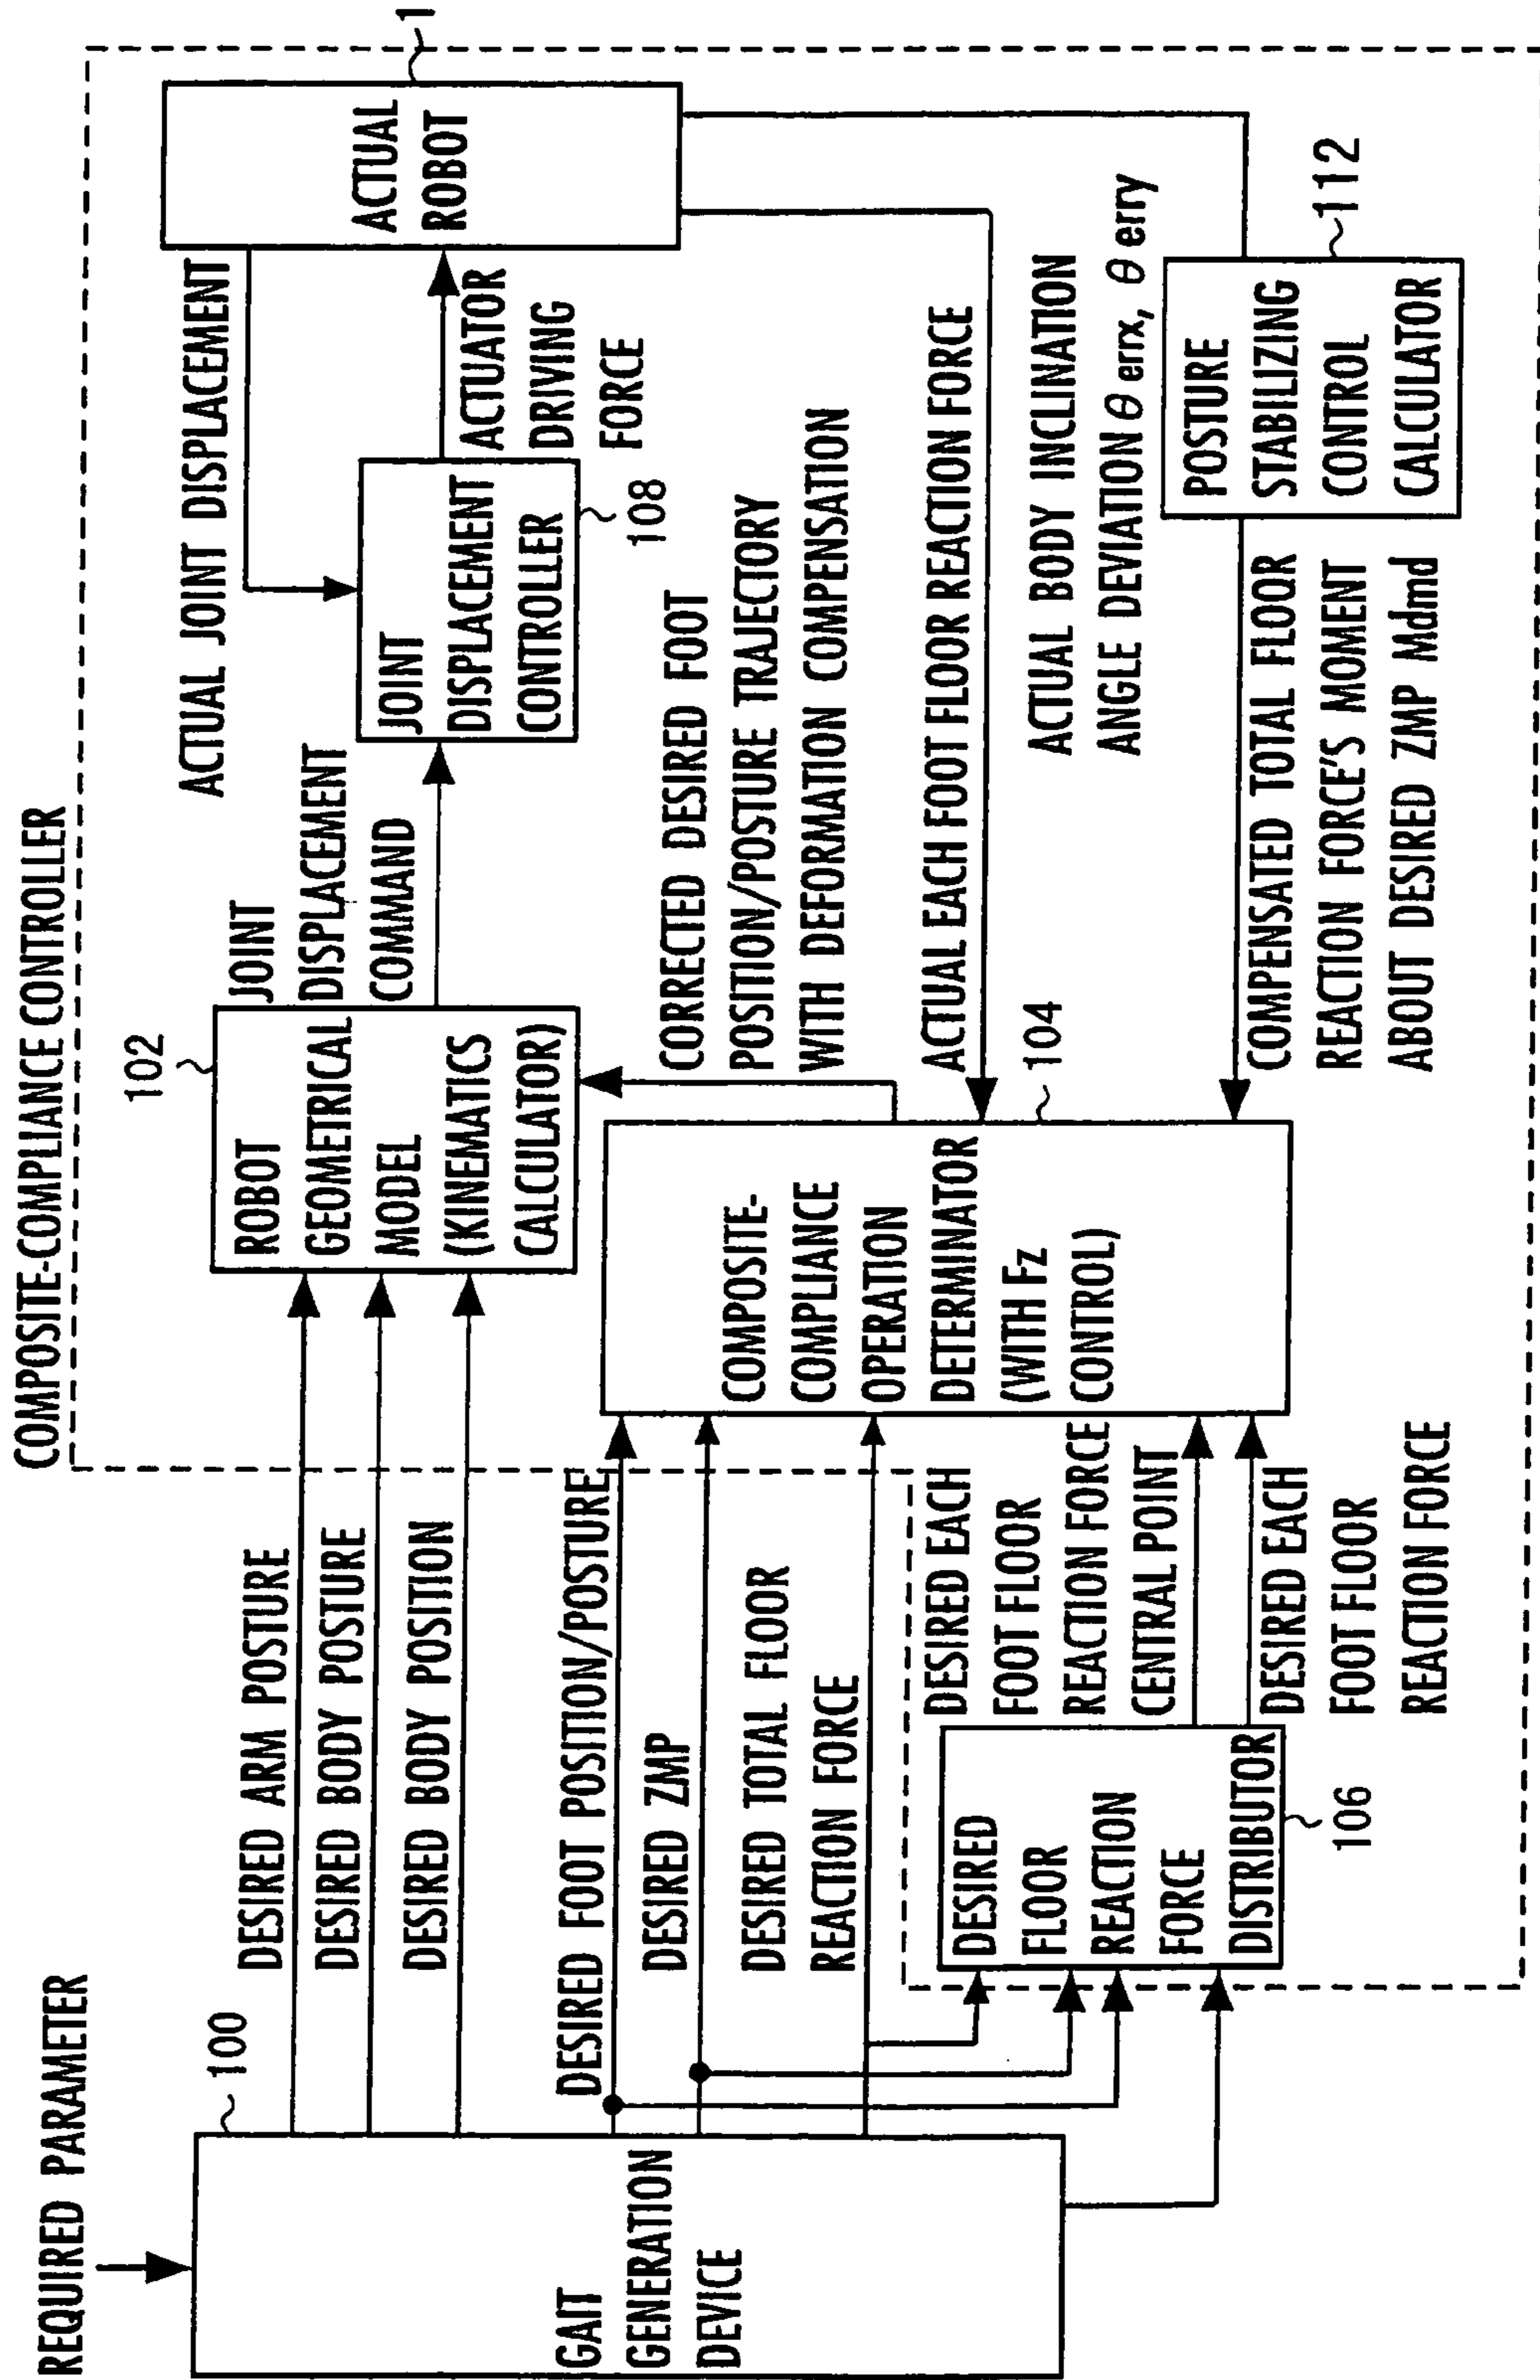 COMPOSITE-COMPLIANCE CONTROLLER
REQUIRED PARAMETER
100
GAIT
GENERATION
DEVICE
DESIRED ARM POSTURE
DESIRED BODY POSTURE
DESIRED BODY POSITION
DESIRED FOOT POSITION/POSTURE
DESIRED ZMP
DESIRED TOTAL FLOOR
REACTION FORCE
DESIRED
FLOOR
REACTION
FORCE
DISTRIBUTOR
106
DESIRED EACH
FOOT FLOOR
REACTION FORCE
CENTRAL POINT
DESIRED EACH
FOOT FLOOR
REACTION FORCE
102
ROBOT
GEOMETRICAL
MODEL
(KINEMATICS
CALCULATOR)
COMPOSITE-
COMPLIANCE
OPERATION
DETERMINATOR
(WITH Fz
CONTROL)
104
JOINT
DISPLACEMENT
COMMAND
CORRECTED DESIRED FOOT
POSITION/POSTURE TRAJECTORY
WITH DEFORMATION COMPENSATION
ACTUAL JOINT DISPLACEMENT
JOINT
DISPLACEMENT
CONTROLLER
108
ACTUATOR
DRIVING
FORCE
ACTUAL
ROBOT
1
ACTUAL EACH FOOT FLOOR REACTION FORCE
ACTUAL BODY INCLINATION
ANGLE DEVIATION θ errx, θ erry
POSTURE
STABILIZING
CONTROL
CALCULATOR
112
COMPENSATED TOTAL FLOOR
REACTION FORCE'S MOMENT
ABOUT DESIRED ZMP Mdmd